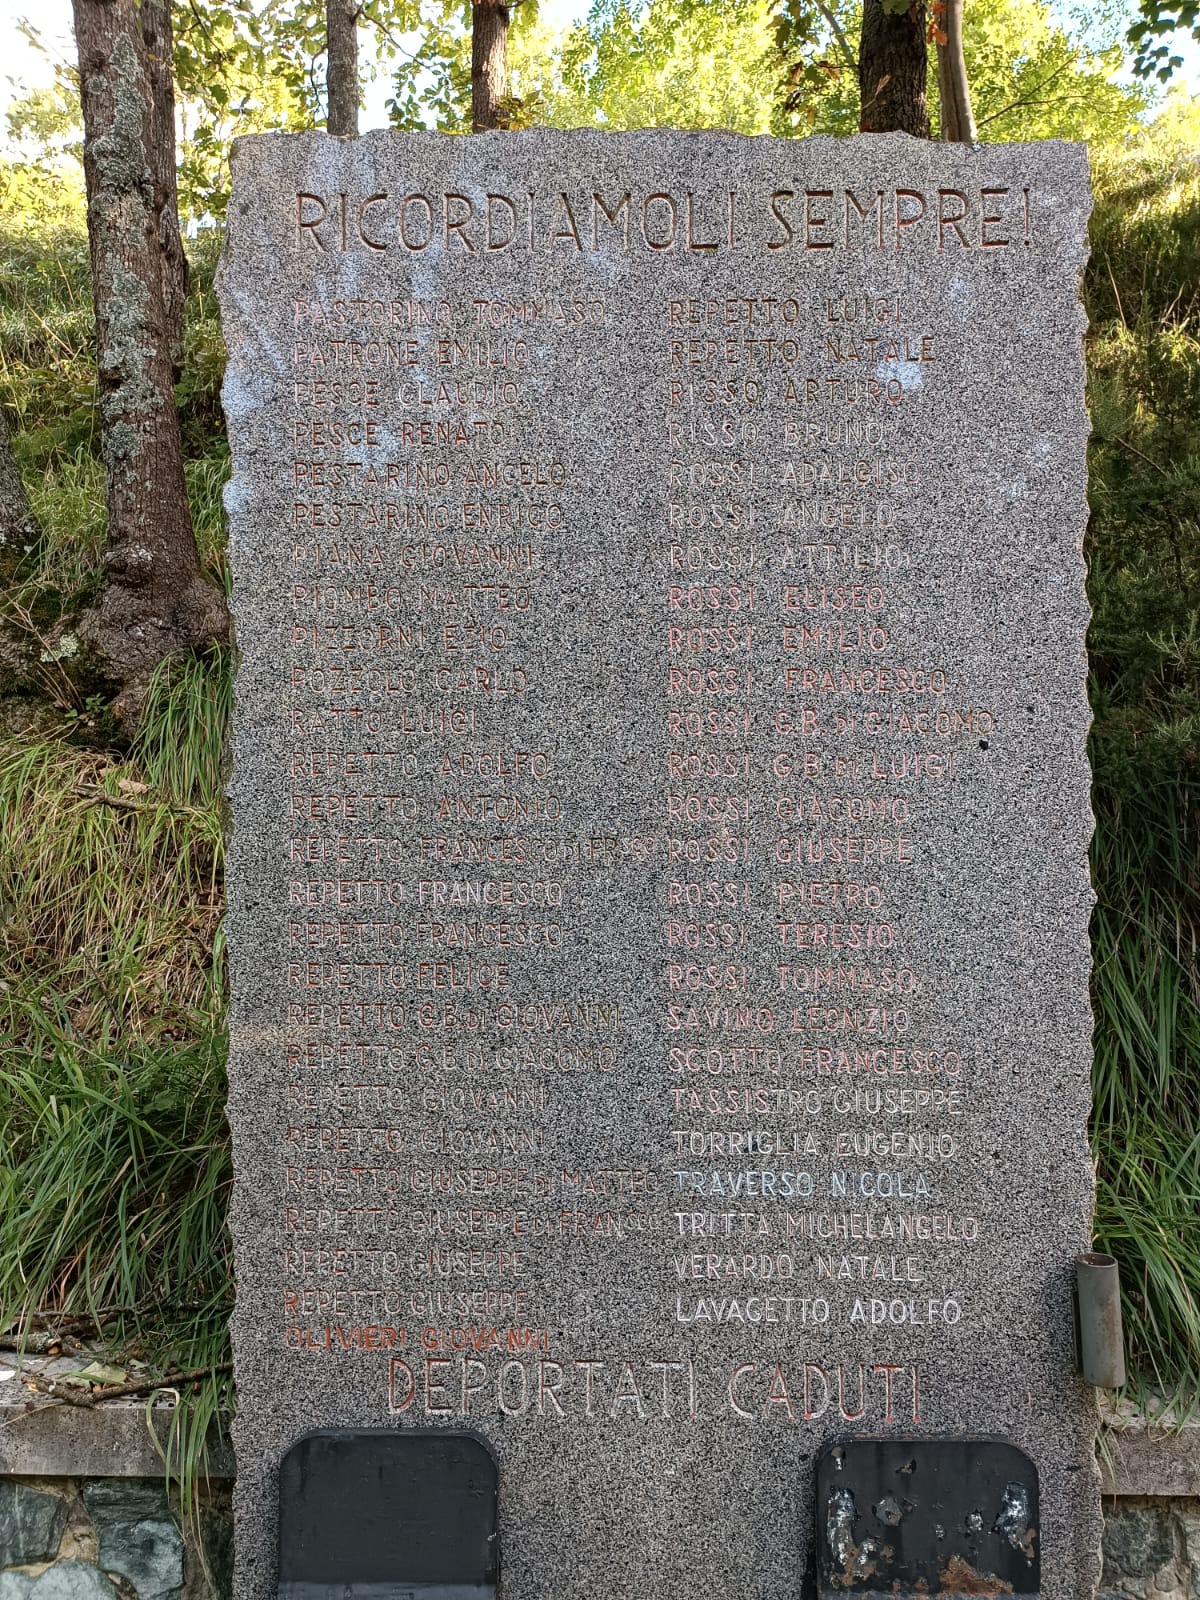 RICORDIAMOLI SEMPRE!
PASTORINO TOMMASO
PATRONE EMILIO
PESCE CLAUDIO
PESCE RENATO
PESTARINO ANGELO
PESTARINO ENRICO
PIANA GIOVANNI
PIOMBO MATTEO
PIZZORNI EZIO
POZZOLO CARLO
RATTO LUIGI
REPETTO ADOLFO
REPETTO ANTONIO
REPETTO FRANCESCO DI FR.SCO
REPETTO FRANCESCO
REPETTO FRANCESCO
REPETTO FELICE
REPETTO G.B. DI GIOVANNI
REPETTO G.B. DI GIACOMO
REPETTO GIOVANNI
REPETTO GIOVANNI
REPETTO GIUSEPPE DI MATTEO
REPETTO GIUSEPPE DI FRANCO
REPETTO GIUSEPPE
REPETTO GIUSEPPE
OLIVIERI GIOVANNI
REPETTO LUIGI
REPETTO NATALE
RISSO ARTURO
RISSO BRUNO
ROSSI ADALGISO
ROSSI ANGELO
ROSSI ATTILIO
ROSSI ELISEO
ROSSI EMILIO
ROSSI FRANCESCO
ROSSI G.B. DI GIACOMO
ROSSI G.B. DI LUIGI
ROSSI GIACOMO
ROSSI GIUSEPPE
ROSSI PIETRO
ROSSI TERESIO
ROSSI TOMMASO
SAVINO LEONZIO
SCOTTO FRANCESCO
TASSISTRO GIUSEPPE
TORRIGLIA EUGENIO
TRAVERSO NICOLA
TRITTA MICHELANGELO
VERARDO NATALE
LAVAGETTO ADOLFO
DEPORTATI CADUTI